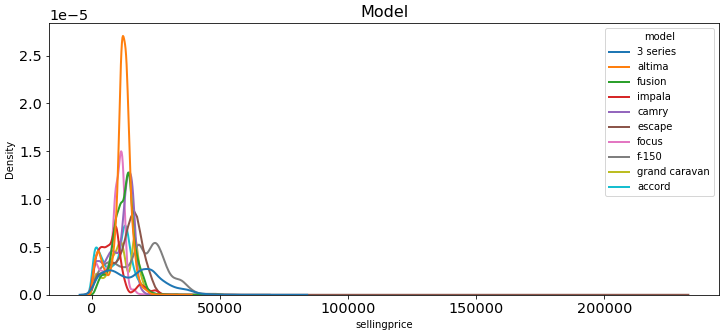 Model
1e−5
model
3 series
altima
fusion
impala
camry
escape
focus
f-150
grand caravan
accord
2.5
2.0
1.5
1.0
0.5
0.0
Density
0
50000
100000
150000
200000
sellingprice